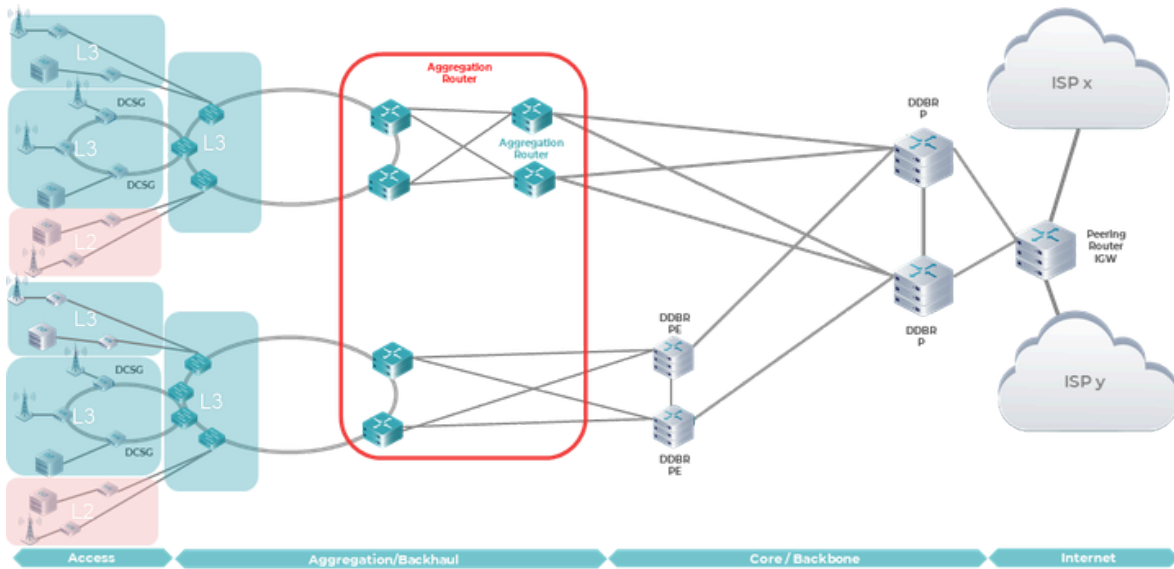 L3
DCSG
L3
DCSG
L2
L3
L3
DCSG
L3
DCSG
L2
L3
Aggregation
Router
Aggregation
Router
DDBR
PE
DDBR
PE
DDBR
P
DDBR
P
Peering
Router
IGW
ISP x
ISP y
Access
Aggregation/Backhaul
Core / Backbone
Internet